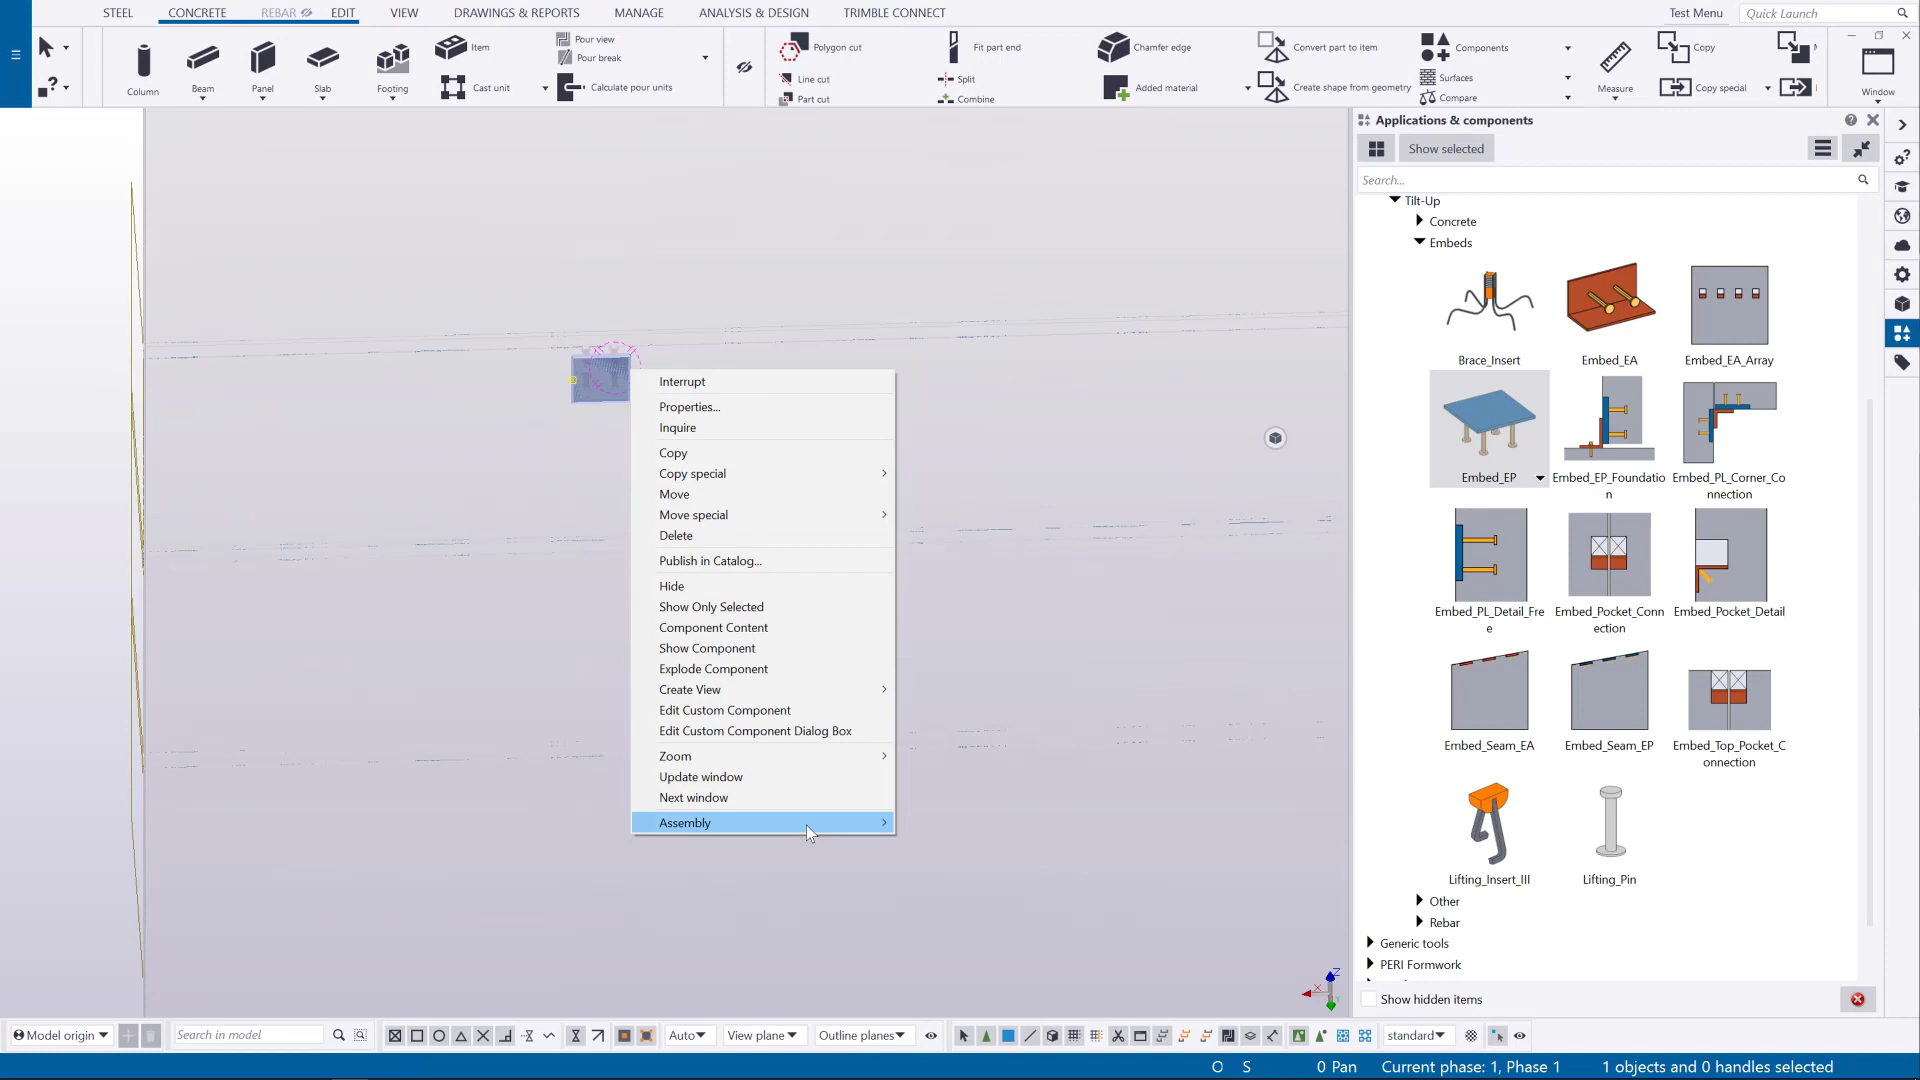 STEEL
CONCRETE
REBAR
EDIT
VIEW
DRAWINGS & REPORTS
MANAGE
ANALYSIS & DESIGN
TRIMBLE CONNECT
Test Menu
Quick Launch
Column
Beam
Panel
Slab
Footing
Item
Cast unit
Pour view
Pour break
Calculate pour units
Polygon cut
Line cut
Part cut
Fit part end
Split
Combine
Chamfer edge
Added material
Convert part to item
Create shape from geometry
Components
Surfaces
Compare
Measure
Copy
Copy special
Window
Applications & components
Show selected
Search...
Tilt-Up
Concrete
Embeds
Brace_Insert
Embed_EA
Embed_EA_Array
Embed_EP
Embed_EP_Foundatio
n
Embed_PL_Corner_Co
nnection
Embed_PL_Detail_Fre
e
Embed_Pocket_Conn
ection
Embed_Pocket_Detail
Embed_Seam_EA
Embed_Seam_EP
Embed_Top_Pocket_C
onnection
Lifting_Insert_III
Lifting_Pin
Other
Rebar
Generic tools
PERI Formwork
Show hidden items
Interrupt
Properties...
Inquire
Copy
Copy special
Move
Move special
Delete
Publish in Catalog...
Hide
Show Only Selected
Component Content
Show Component
Explode Component
Create View
Edit Custom Component
Edit Custom Component Dialog Box
Zoom
Update window
Next window
Assembly
Z
X
Model origin
Search in model
Auto
View plane
Outline planes
standard
O S 0 Pan Current phase: 1, Phase 1 1 objects and 0 handles selected